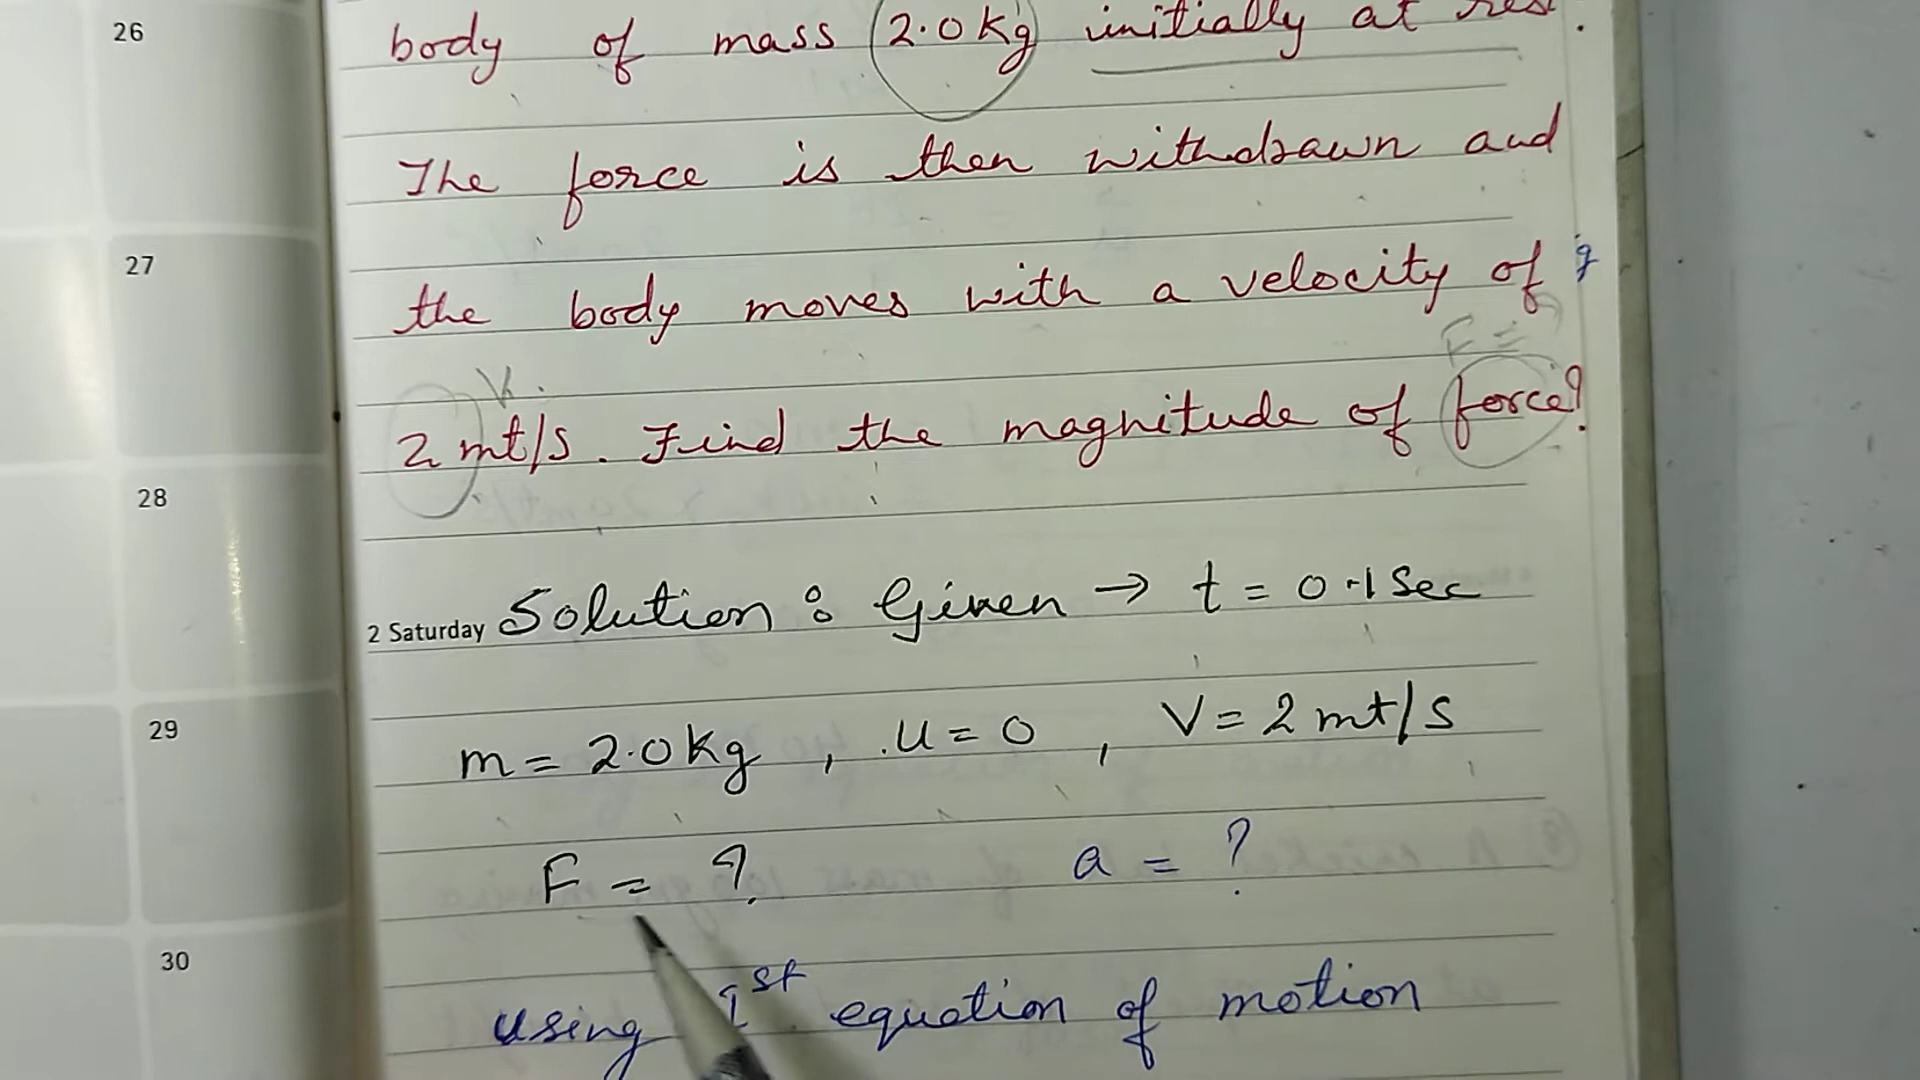 26
body of mass 2.0 Kg initially at rest.
The force is then withdrawn and
27
the body moves with a velocity of
F =
V
2 mt/s. Find the magnitude of force?
28
2 Saturday Solution : Given → t = 0.1 Sec
29
m = 2.0 Kg , u = 0 , V = 2 mt/s
F = ? a = ?
30
using 1st equation of motion